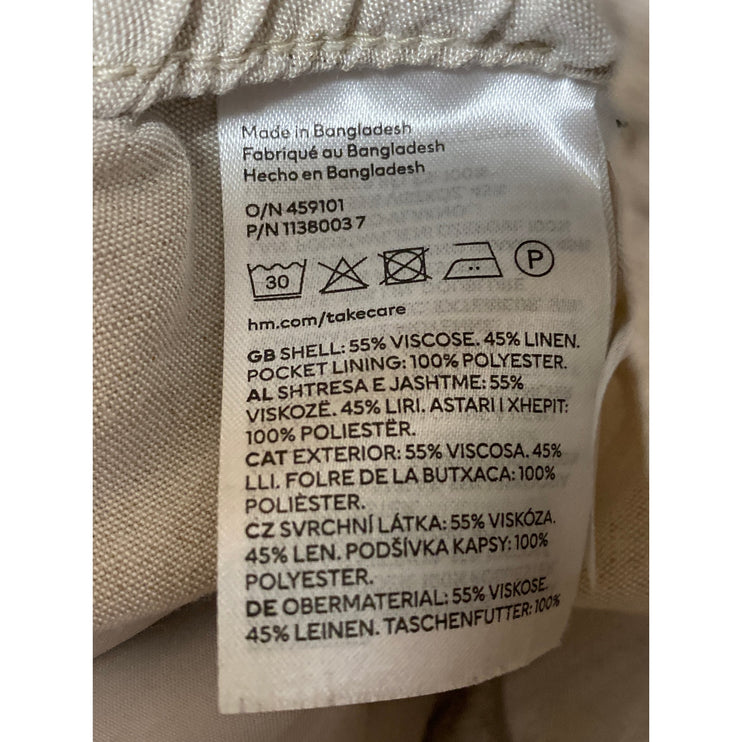 Made in Bangladesh
Fabriqué au Bangladesh
Hecho en Bangladesh
O/N 459101
P/N 1138003 7
30 P
hm.com/takecare
GB SHELL: 55% VISCOSE. 45% LINEN.
POCKET LINING: 100% POLYESTER.
AL SHTRESA E JASHTME: 55%
VISKOZË. 45% LIRI. ASTARI I XHEPIT:
100% POLIESTËR.
CAT EXTERIOR: 55% VISCOSA. 45%
LLI. FOLRE DE LA BUTXACA: 100%
POLIÈSTER.
CZ SVRCHNÍ LÁTKA: 55% VISKÓZA.
45% LEN. PODŠÍVKA KAPSY: 100%
POLYESTER.
DE OBERMATERIAL: 55% VISKOSE.
45% LEINEN. TASCHENFUTTER: 100%